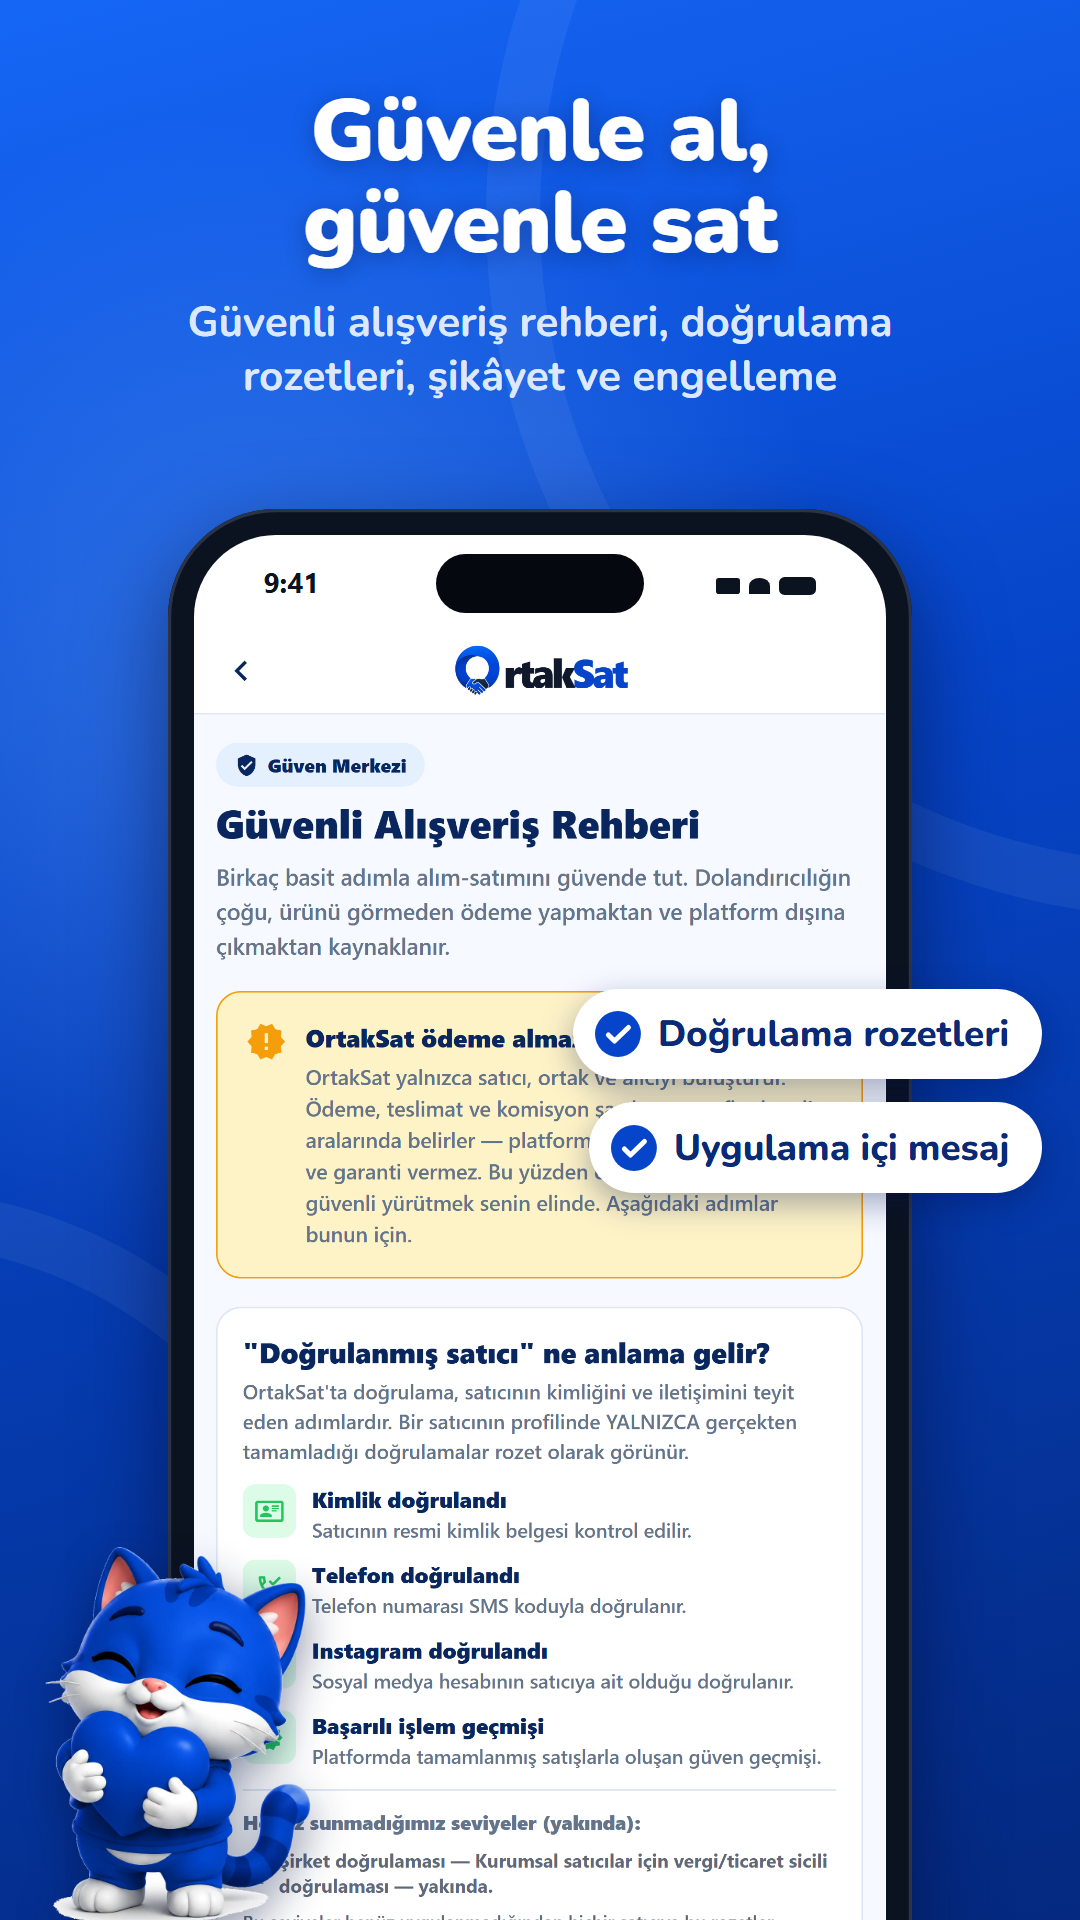 Güvenle al,
güvenle sat
Güvenli alışveriş rehberi, doğrulama
rozetleri, şikâyet ve engelleme
9:41
OrtakSat
Güven Merkezi
Güvenli Alışveriş Rehberi
Birkaç basit adımla alım-satımını güvende tut. Dolandırıcılığın
çoğu, ürünü görmeden ödeme yapmaktan ve platform dışına
çıkmaktan kaynaklanır.
OrtakSat ödeme
Doğrulama rozetleri
OrtakSat yalnızca satıcı, ortak ve alıcıyı buluşturur.
Ödeme, teslimat ve komisyon
Uygulama içi mesaj
aralarında belirler — platform
ve garanti vermez. Bu yüzden
güvenli yürütmek senin elinde. Aşağıdaki adımlar
bunun için.
"Doğrulanmış satıcı" ne anlama gelir?
OrtakSat'ta doğrulama, satıcının kimliğini ve iletişimini teyit
eden adımlardır. Bir satıcının profilinde YALNIZCA gerçekten
tamamladığı doğrulamalar rozet olarak görünür.
Kimlik doğrulandı
Satıcının resmi kimlik belgesi kontrol edilir.
Telefon doğrulandı
Telefon numarası SMS koduyla doğrulanır.
Instagram doğrulandı
Sosyal medya hesabının satıcıya ait olduğu doğrulanır.
Başarılı işlem geçmişi
Platformda tamamlanmış satışlarla oluşan güven geçmişi.
sunmadığımız seviyeler (yakında):
Şirket doğrulaması — Kurumsal satıcılar için vergi/ticaret sicili
doğrulaması — yakında.